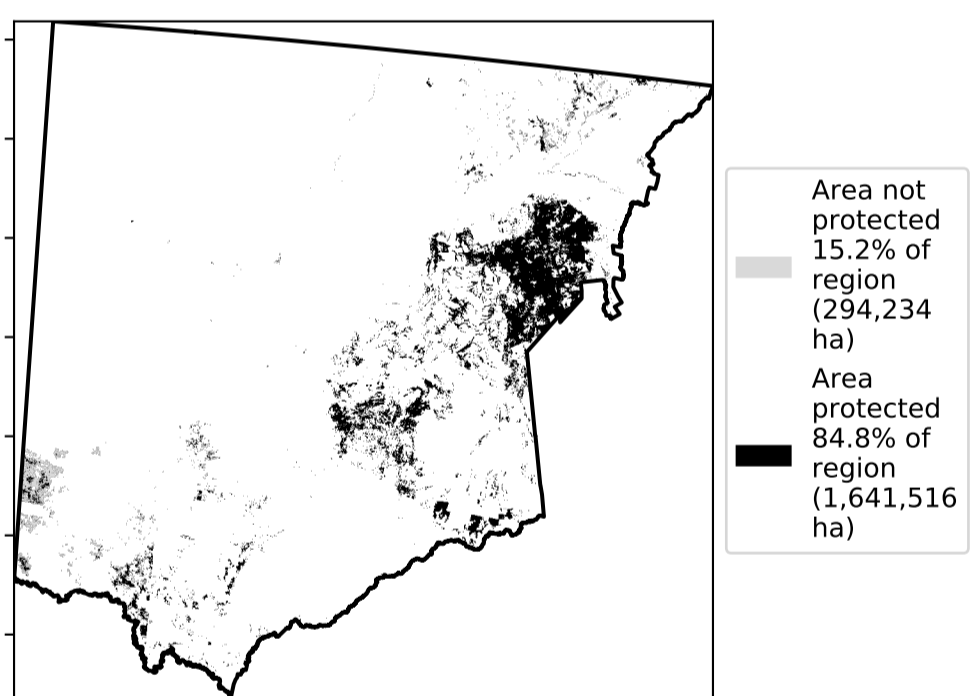 Area not
protected
15.2% of
region
(294,234
ha)
Area
protected
84.8% of
region
(1,641,516
ha)